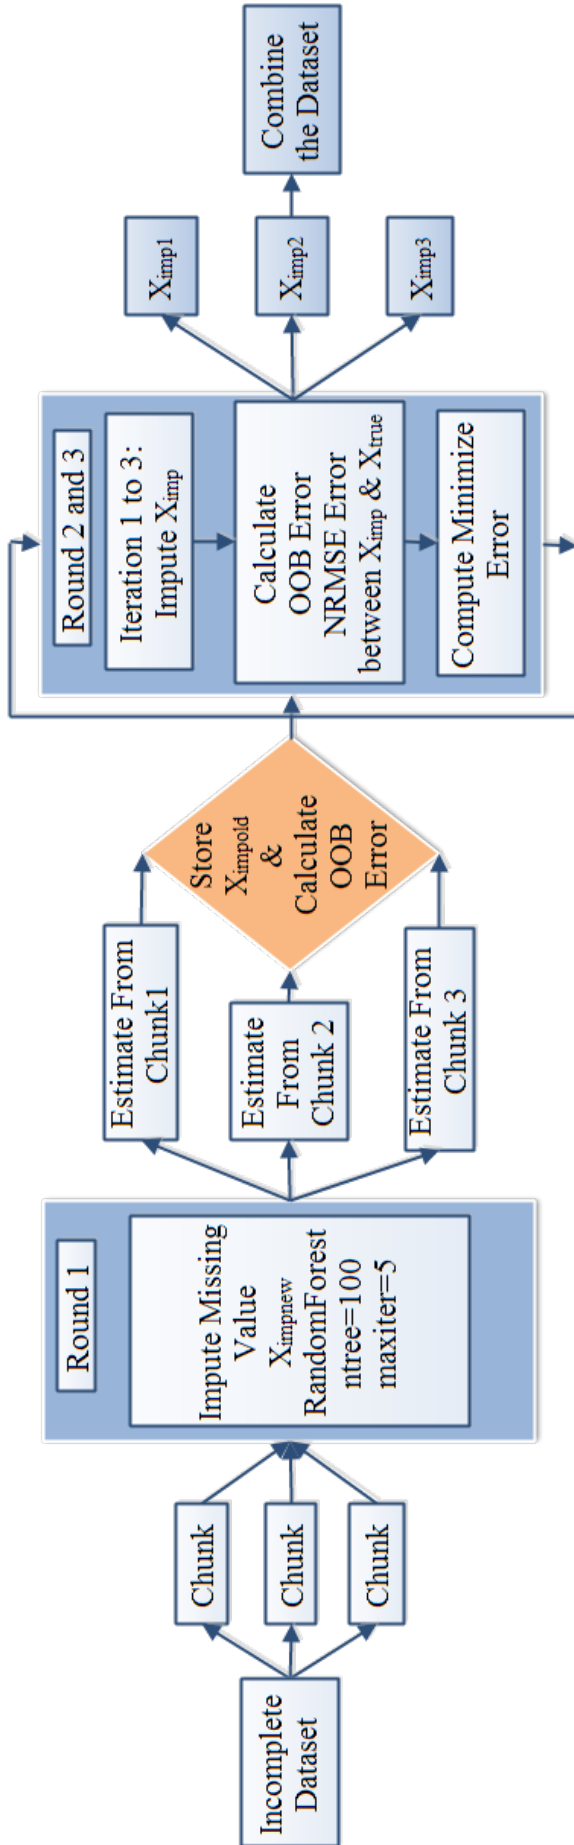 Incomplete
Dataset
Chunk
Chunk
Chunk
Round 1
Impute Missing
Value
Ximpnew
RandomForest
ntree=100
maxiter=5
Estimate From
Chunk1
Estimate
From
Chunk 2
Estimate From
Chunk 3
Store
Ximpold
&
Calculate
OOB
Error
Round 2 and 3
Iteration 1 to 3:
Impute Ximp
Calculate
OOB Error
NRMSE Error
between Ximp & Xtrue
Compute Minimize
Error
Ximp1
Ximp2
Ximp3
Combine
the Dataset